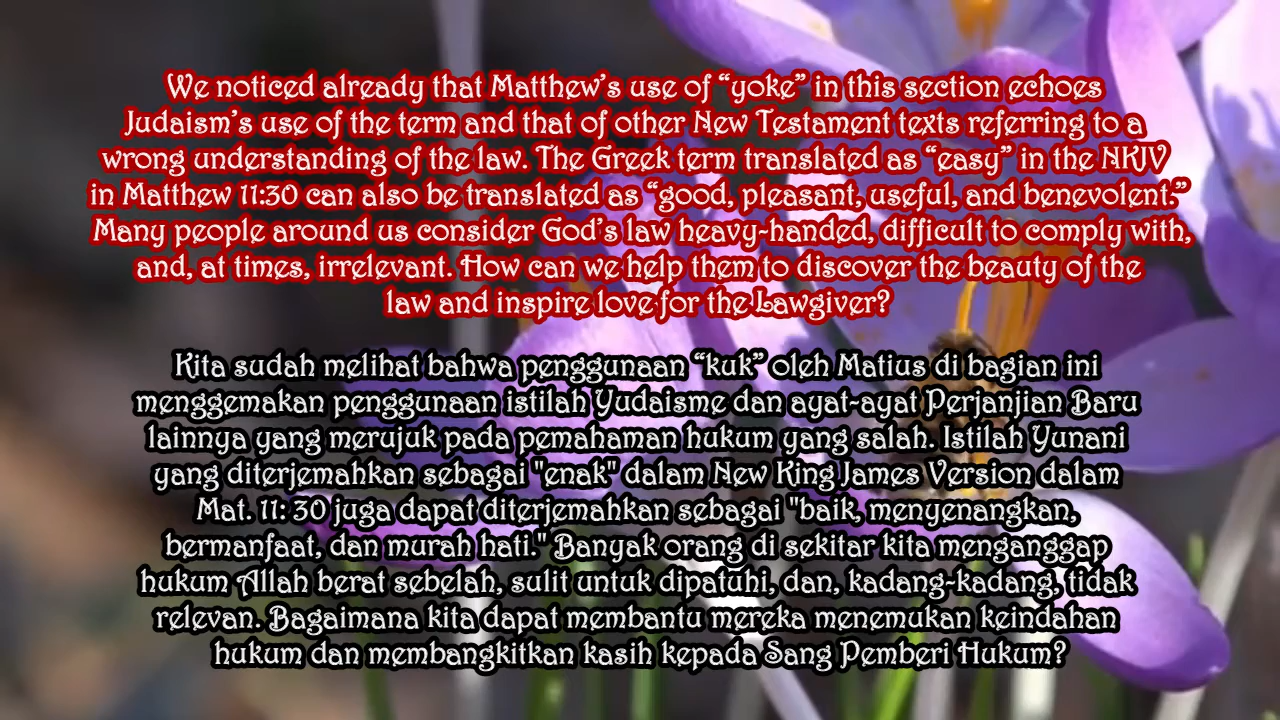 We noticed already that Matthew’s use of “yoke” in this section echoes
Judaism’s use of the term and that of other New Testament texts referring to a
wrong understanding of the law. The Greek term translated as “easy” in the NKJV
in Matthew 11:30 can also be translated as “good, pleasant, useful, and benevolent.”
Many people around us consider God’s law heavy-handed, difficult to comply with,
and, at times, irrelevant. How can we help them to discover the beauty of the
law and inspire love for the Lawgiver?
Kita sudah melihat bahwa penggunaan “kuk” oleh Matius di bagian ini
menggemakan penggunaan istilah Yudaisme dan ayat-ayat Perjanjian Baru
lainnya yang merujuk pada pemahaman hukum yang salah. Istilah Yunani
yang diterjemahkan sebagai "enak" dalam New King James Version dalam
Mat. 11: 30 juga dapat diterjemahkan sebagai "baik, menyenangkan,
bermanfaat, dan murah hati." Banyak orang di sekitar kita menganggap
hukum Allah berat sebelah, sulit untuk dipatuhi, dan, kadang-kadang, tidak
relevan. Bagaimana kita dapat membantu mereka menemukan keindahan
hukum dan membangkitkan kasih kepada Sang Pemberi Hukum?